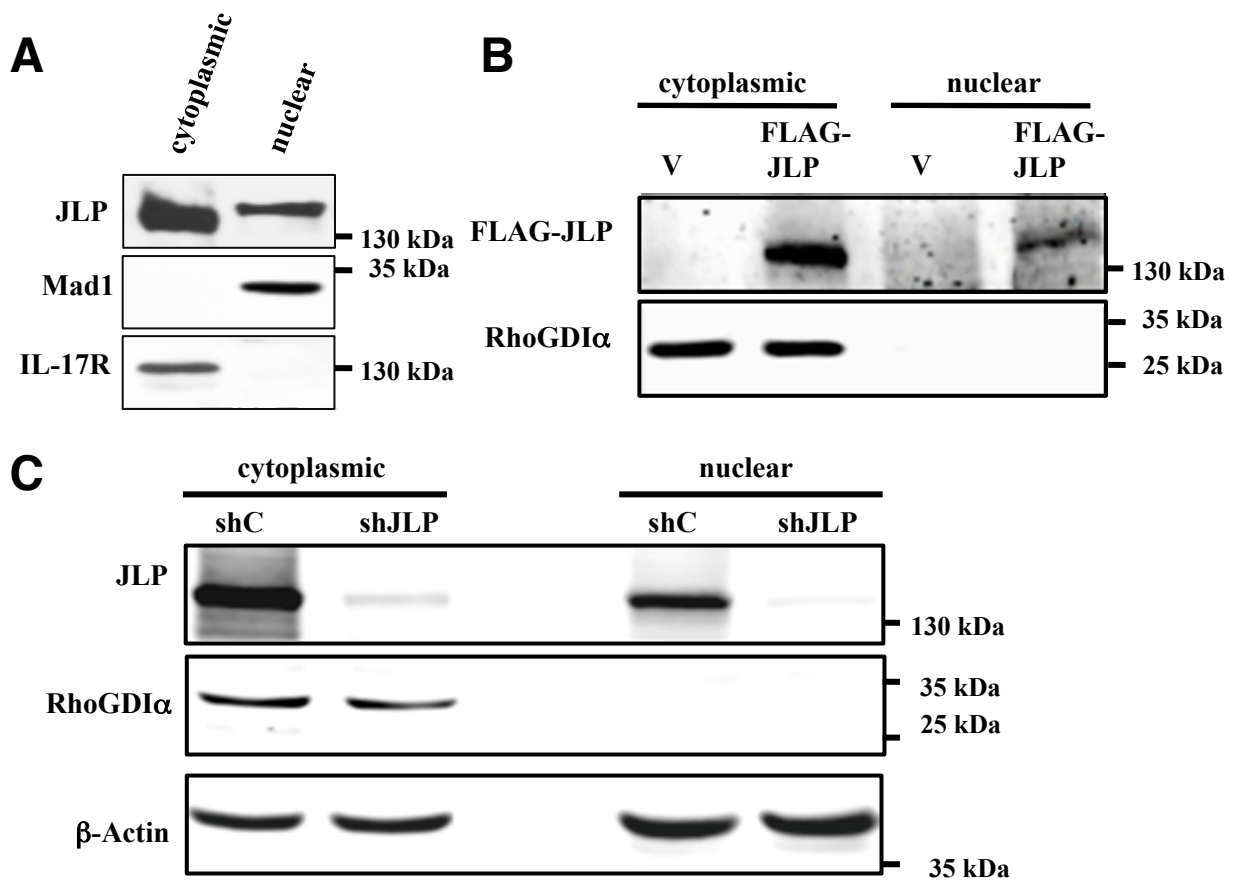 A
cytoplasmic
nuclear
JLP
130 kDa
35 kDa
Mad1
IL-17R
130 kDa
B
cytoplasmic nuclear
V FLAG-JLP V FLAG-JLP
FLAG-JLP
130 kDa
RhoGDIα
35 kDa
25 kDa
C
cytoplasmic nuclear
shC shJLP shC shJLP
JLP
130 kDa
RhoGDIα
35 kDa
25 kDa
β-Actin
35 kDa